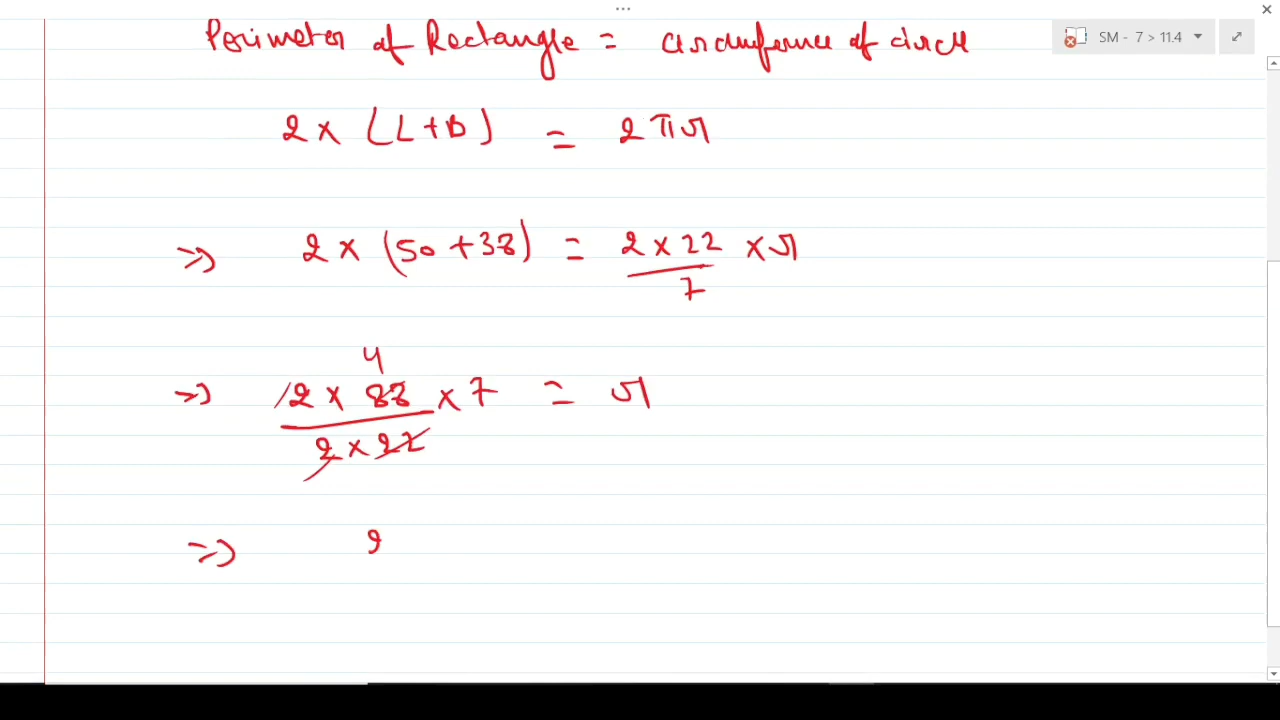 SM - 7 > 11.4
Perimeter of Rectangle = circumference of circle
2 × (L+B) = 2πr
=> 2 × (50 + 38) = 2 × 22 / 7 × r
4
=> 2 × 88 × 7 / 2 × 22 = r
=> 2